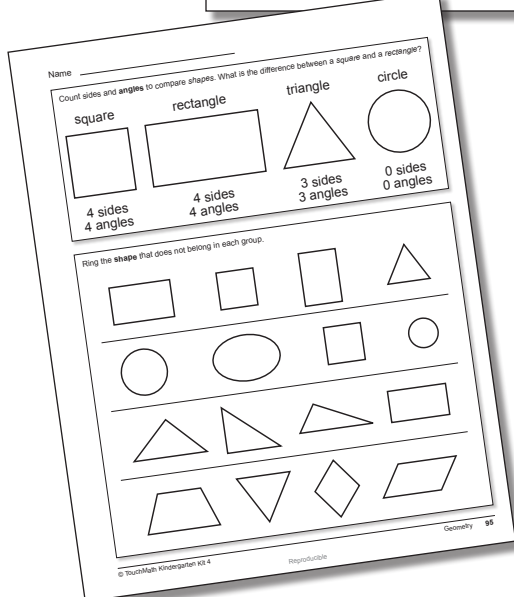 Name
Count sides and angles to compare shapes. What is the difference between a square and a rectangle?
square rectangle triangle circle
4 sides 4 sides 3 sides 0 sides
4 angles 4 angles 3 angles 0 angles
Ring the shape that does not belong in each group.
© TouchMath Kindergarten Kit 4 Reproducible Geometry 95